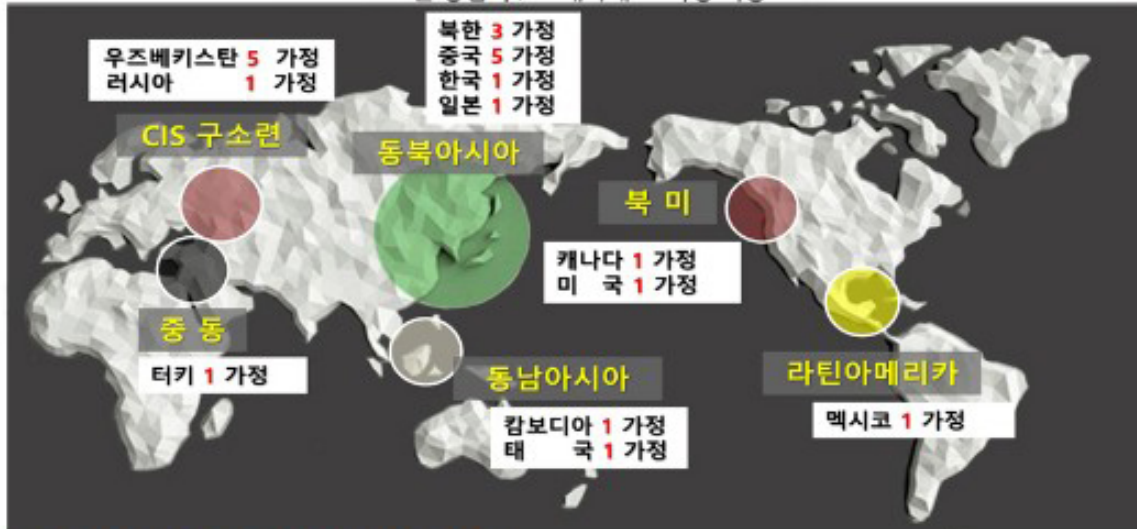 우즈베키스탄 5 가정
러시아 1 가정
CIS 구소련
북한 3 가정
중국 5 가정
한국 1 가정
일본 1 가정
동북아시아
북 미
캐나다 1 가정
미 국 1 가정
중 동
터키 1 가정
동남아시아
캄보디아 1 가정
태 국 1 가정
라틴아메리카
멕시코 1 가정